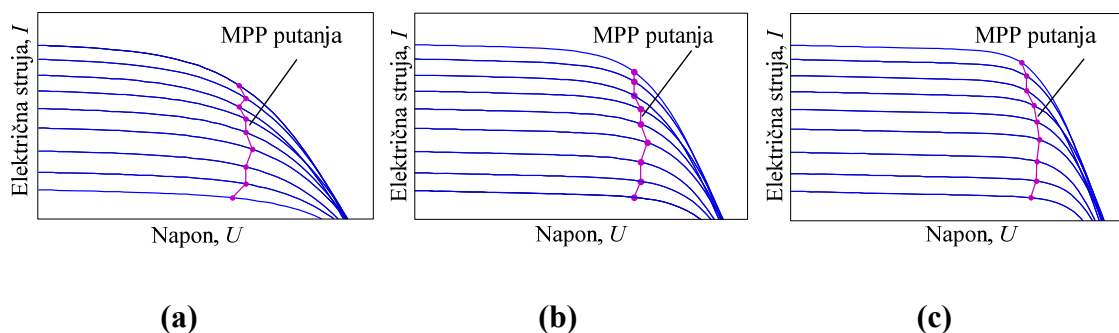 Električna struja, I
MPP putanja
Napon, U
(a)
Električna struja, I
MPP putanja
Napon, U
(b)
Električna struja, I
MPP putanja
Napon, U
(c)